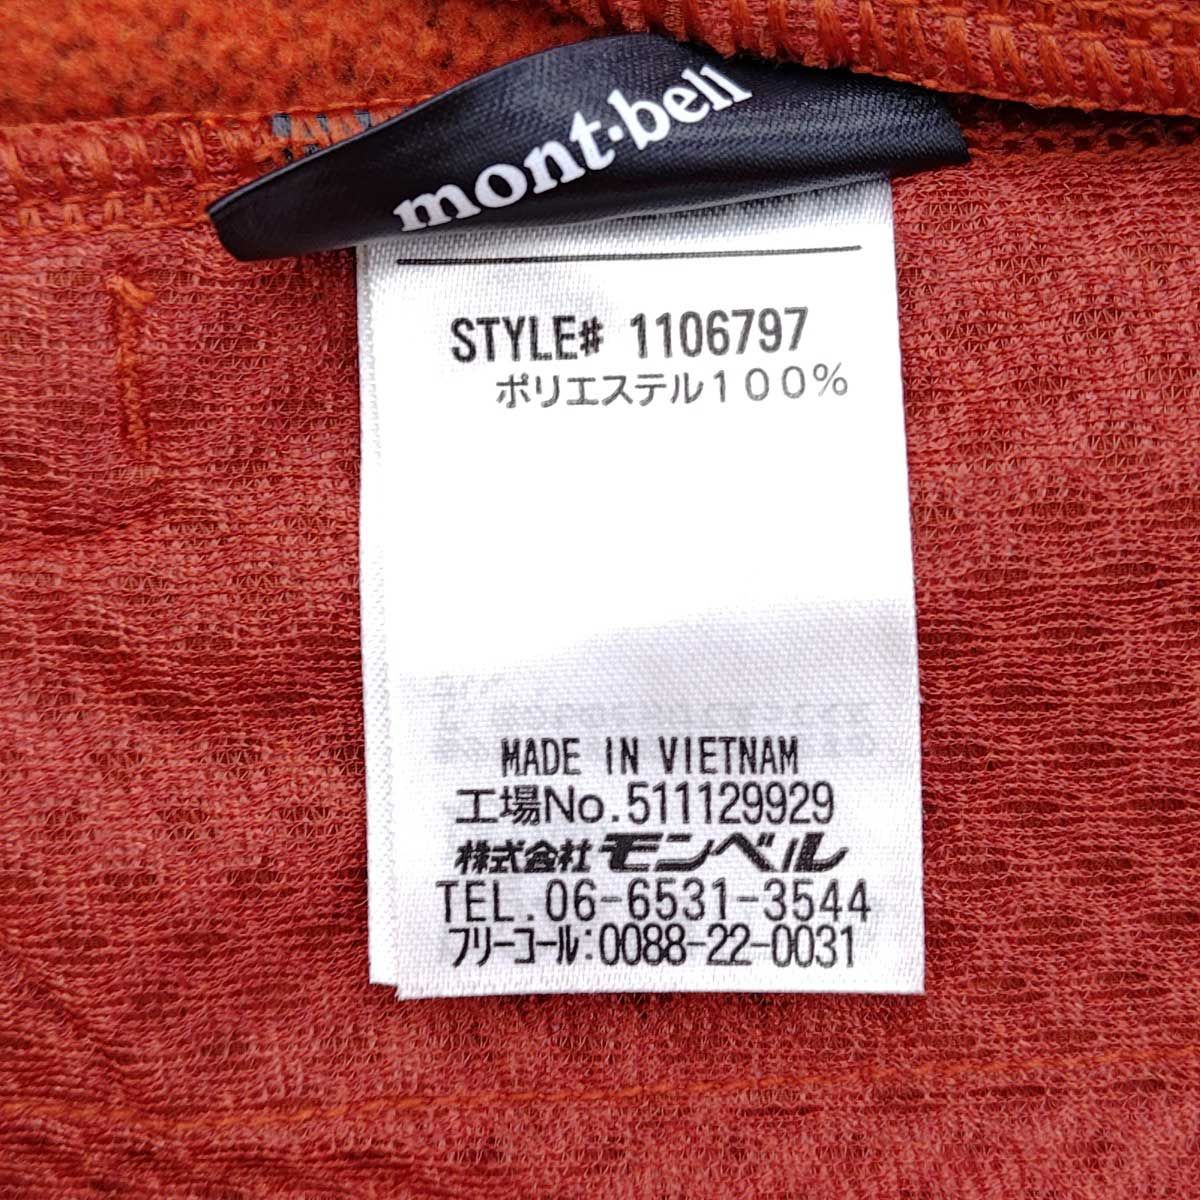 mont-bell
STYLE# 1106797
ポリエステル100%
MADE IN VIETNAM
工場No.511129929
株式会社モンベル
TEL.06-6531-3544
フリーコール:0088-22-0031